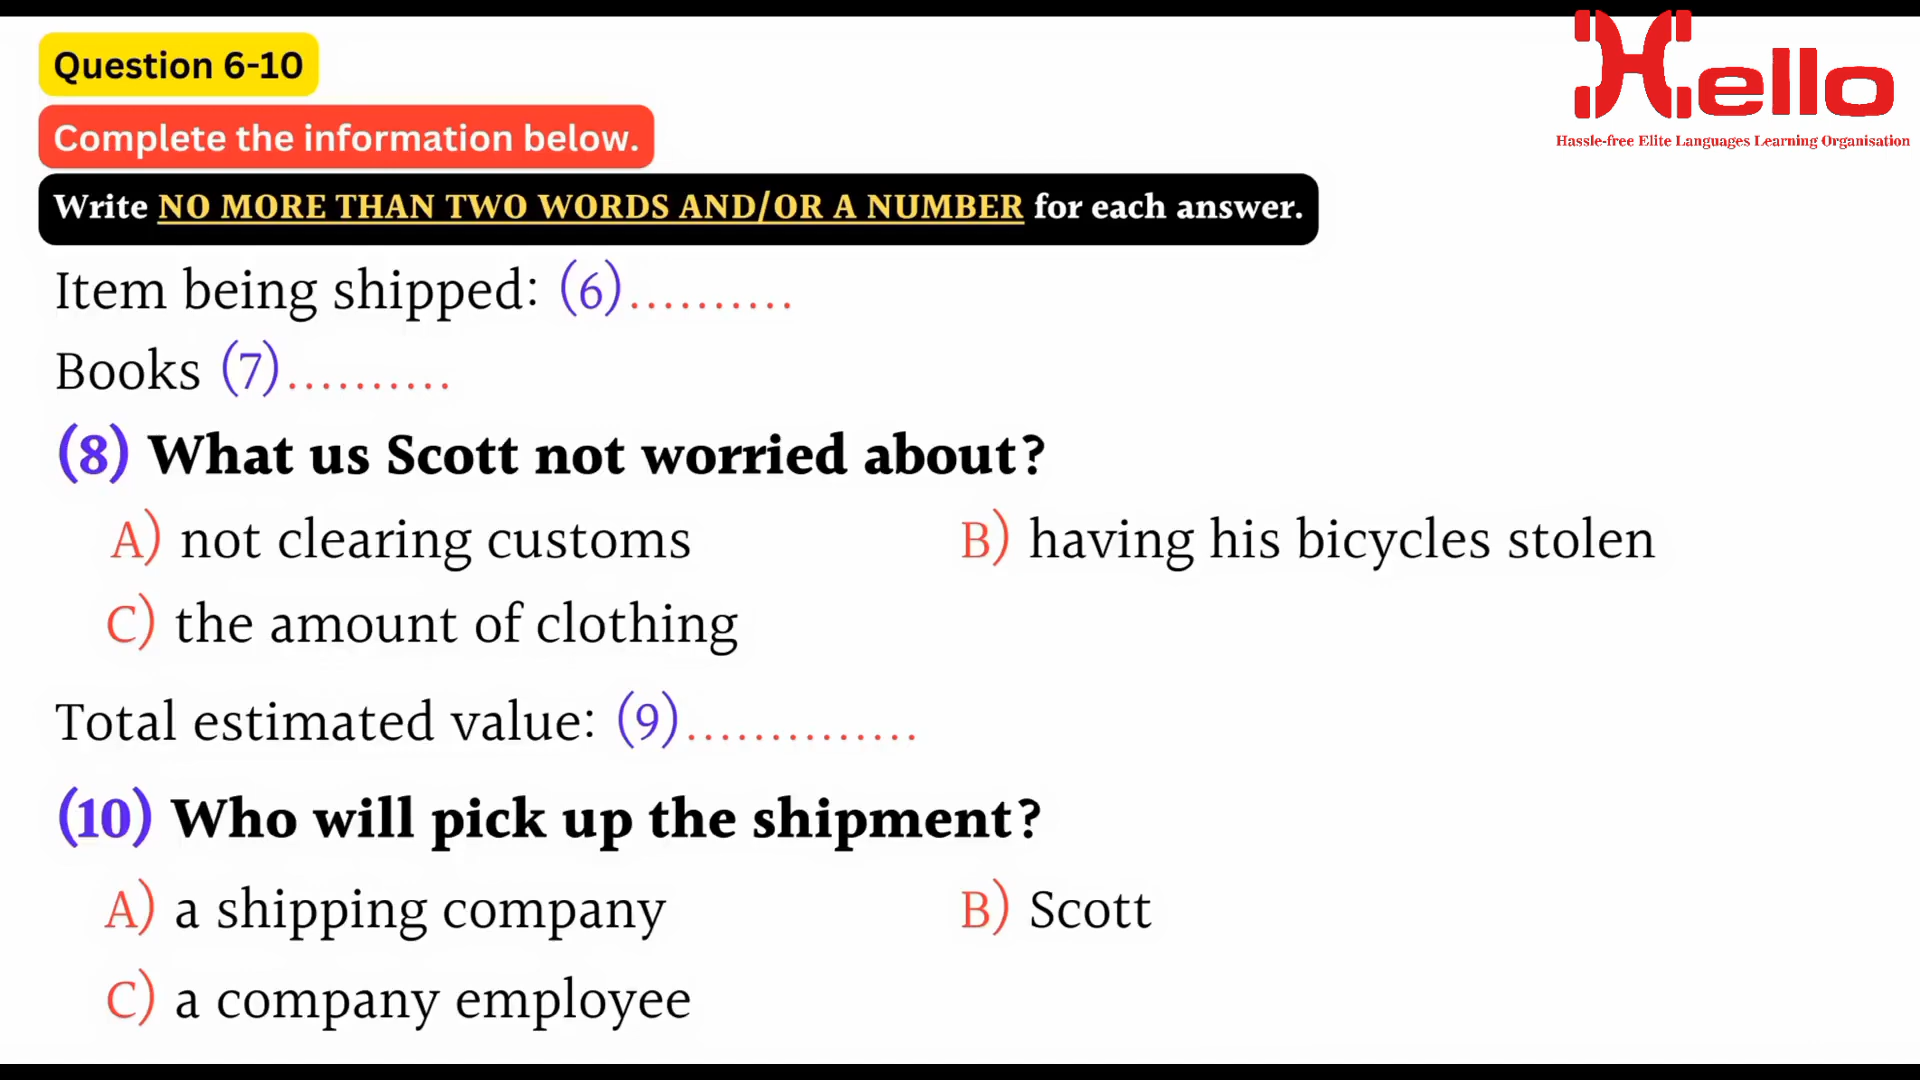 Hello
Hassle-free Elite Languages Learning Organisation
Question 6-10
Complete the information below.
Write NO MORE THAN TWO WORDS AND/OR A NUMBER for each answer.
Item being shipped: (6)..........
Books (7)..........
(8) What us Scott not worried about?
A) not clearing customs
B) having his bicycles stolen
C) the amount of clothing
Total estimated value: (9)..............
(10) Who will pick up the shipment?
A) a shipping company
B) Scott
C) a company employee